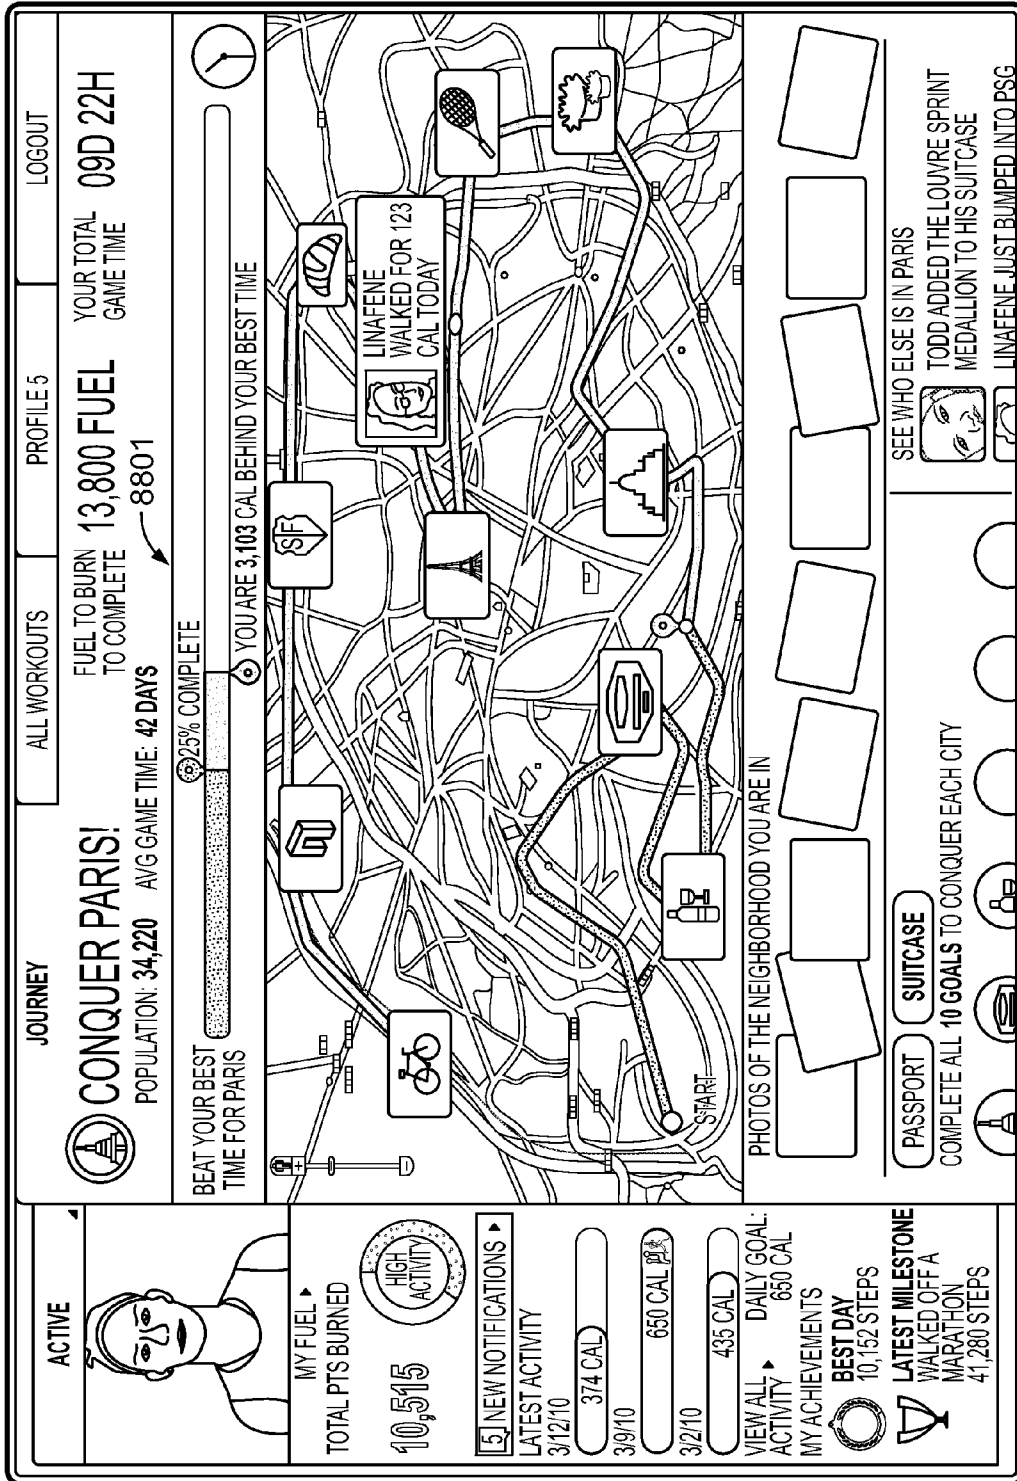 ACTIVE
JOURNEY
ALL WORKOUTS
PROFILE 5
LOGOUT
CONQUER PARIS!
POPULATION: 34,220 AVG GAME TIME: 42 DAYS
FUEL TO BURN
TO COMPLETE
13,800 FUEL
YOUR TOTAL
GAME TIME
09D 22H
8801
BEAT YOUR BEST
TIME FOR PARIS
25% COMPLETE
YOU ARE 3,103 CAL BEHIND YOUR BEST TIME
SF
LINAFENE
WALKED FOR 123
CAL TODAY
START
+
-
MY FUEL
TOTAL PTS BURNED
10,515
HIGH
ACTIVITY
5 NEW NOTIFICATIONS
LATEST ACTIVITY
3/12/10
374 CAL
3/9/10
650 CAL
3/2/10
435 CAL
VIEW ALL
ACTIVITY
DAILY GOAL:
650 CAL
MY ACHIEVEMENTS
BEST DAY
10,152 STEPS
LATEST MILESTONE
WALKED OFF A
MARATHON
41,280 STEPS
PHOTOS OF THE NEIGHBORHOOD YOU ARE IN
PASSPORT
SUITCASE
COMPLETE ALL 10 GOALS TO CONQUER EACH CITY
SEE WHO ELSE IS IN PARIS
TODD ADDED THE LOUVRE SPRINT
MEDALLION TO HIS SUITCASE
LINAFENE JUST BUMPED INTO PSG